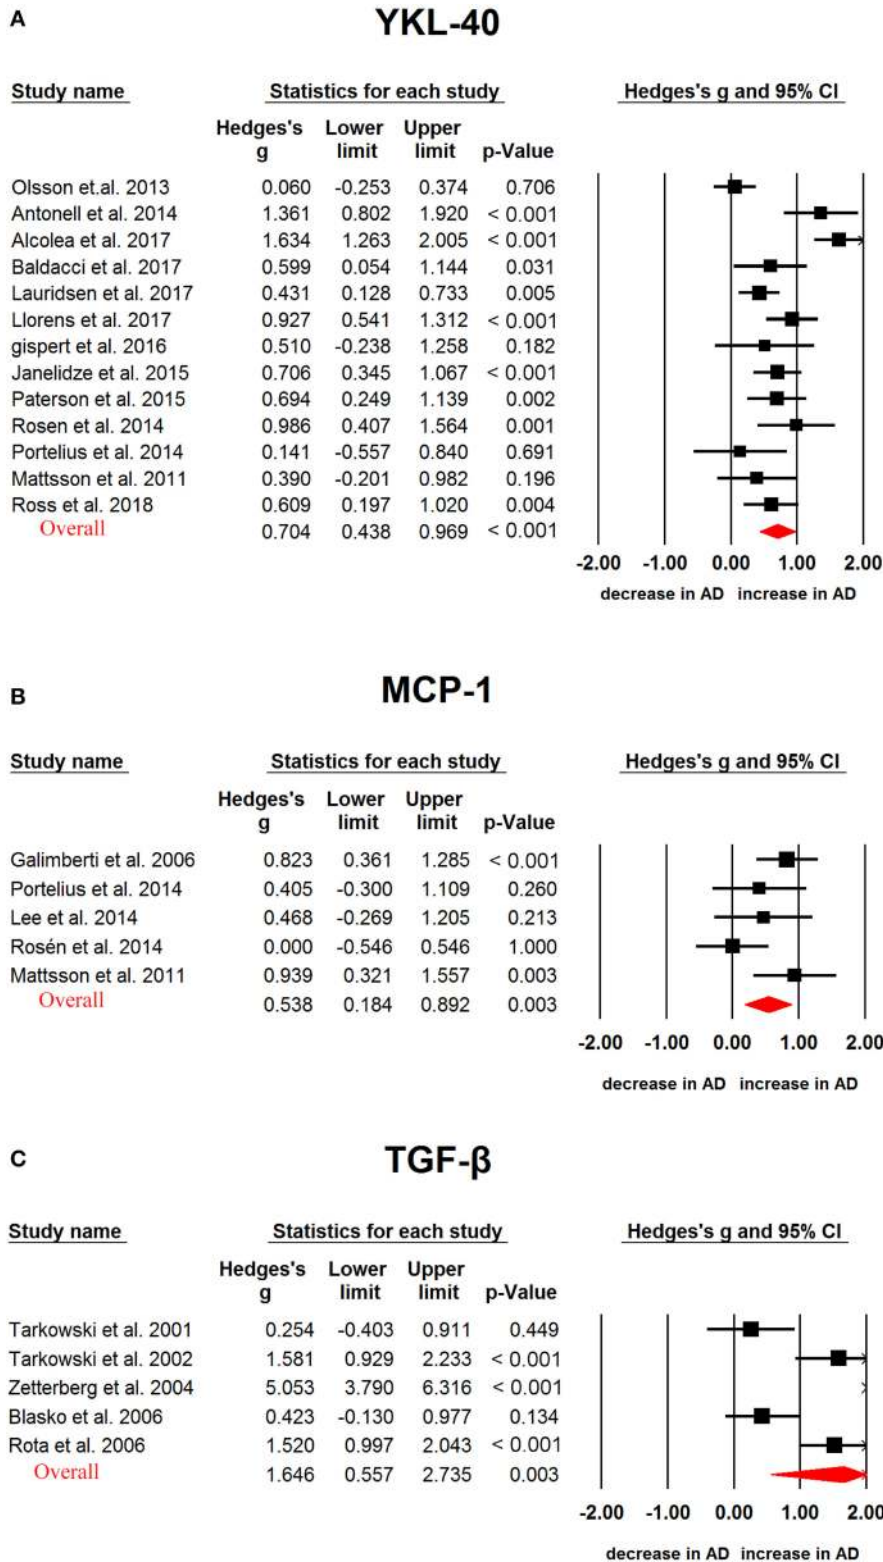 A
YKL-40
Study name Statistics for each study Hedges's g and 95% CI
Hedges's Lower Upper
g limit limit p-Value
Olsson et.al. 2013 0.060 -0.253 0.374 0.706
Antonell et al. 2014 1.361 0.802 1.920 < 0.001
Alcolea et al. 2017 1.634 1.263 2.005 < 0.001
Baldacci et al. 2017 0.599 0.054 1.144 0.031
Lauridsen et al. 2017 0.431 0.128 0.733 0.005
Llorens et al. 2017 0.927 0.541 1.312 < 0.001
gispert et al. 2016 0.510 -0.238 1.258 0.182
Janelidze et al. 2015 0.706 0.345 1.067 < 0.001
Paterson et al. 2015 0.694 0.249 1.139 0.002
Rosen et al. 2014 0.986 0.407 1.564 0.001
Portelius et al. 2014 0.141 -0.557 0.840 0.691
Mattsson et al. 2011 0.390 -0.201 0.982 0.196
Ross et al. 2018 0.609 0.197 1.020 0.004
Overall 0.704 0.438 0.969 < 0.001
-2.00 -1.00 0.00 1.00 2.00
decrease in AD increase in AD
B
MCP-1
Study name Statistics for each study Hedges's g and 95% CI
Hedges's Lower Upper
g limit limit p-Value
Galimberti et al. 2006 0.823 0.361 1.285 < 0.001
Portelius et al. 2014 0.405 -0.300 1.109 0.260
Lee et al. 2014 0.468 -0.269 1.205 0.213
Rosén et al. 2014 0.000 -0.546 0.546 1.000
Mattsson et al. 2011 0.939 0.321 1.557 0.003
Overall 0.538 0.184 0.892 0.003
-2.00 -1.00 0.00 1.00 2.00
decrease in AD increase in AD
C
TGF-β
Study name Statistics for each study Hedges's g and 95% CI
Hedges's Lower Upper
g limit limit p-Value
Tarkowski et al. 2001 0.254 -0.403 0.911 0.449
Tarkowski et al. 2002 1.581 0.929 2.233 < 0.001
Zetterberg et al. 2004 5.053 3.790 6.316 < 0.001
Blasko et al. 2006 0.423 -0.130 0.977 0.134
Rota et al. 2006 1.520 0.997 2.043 < 0.001
Overall 1.646 0.557 2.735 0.003
-2.00 -1.00 0.00 1.00 2.00
decrease in AD increase in AD